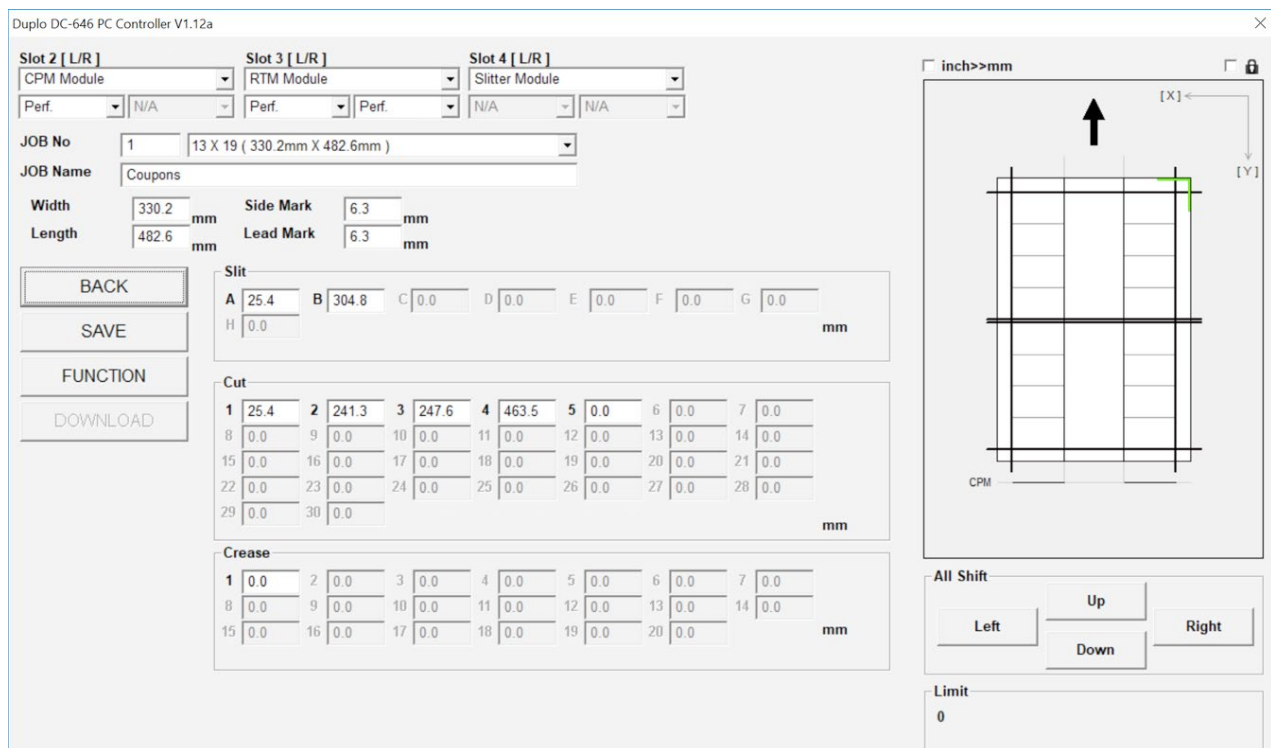 Duplo DC-646 PC Controller V1.12a
Slot 2 [ L/R ] Slot 3 [ L/R ] Slot 4 [ L/R ]
CPM Module RTM Module Slitter Module
Perf. N/A Perf. Perf. N/A N/A
JOB No 1 13 X 19 ( 330.2mm X 482.6mm )
JOB Name Coupons
Width 330.2 mm Side Mark 6.3 mm
Length 482.6 mm Lead Mark 6.3 mm
BACK
SAVE
FUNCTION
DOWNLOAD
Slit
A 25.4 B 304.8 C 0.0 D 0.0 E 0.0 F 0.0 G 0.0
H 0.0 mm
Cut
1 25.4 2 241.3 3 247.6 4 463.5 5 0.0 6 0.0 7 0.0
8 0.0 9 0.0 10 0.0 11 0.0 12 0.0 13 0.0 14 0.0
15 0.0 16 0.0 17 0.0 18 0.0 19 0.0 20 0.0 21 0.0
22 0.0 23 0.0 24 0.0 25 0.0 26 0.0 27 0.0 28 0.0
29 0.0 30 0.0
mm
Crease
1 0.0 2 0.0 3 0.0 4 0.0 5 0.0 6 0.0 7 0.0
8 0.0 9 0.0 10 0.0 11 0.0 12 0.0 13 0.0 14 0.0
15 0.0 16 0.0 17 0.0 18 0.0 19 0.0 20 0.0 mm
inch>>mm
[X]
[Y]
CPM
All Shift
Up
Left Right
Down
Limit
0